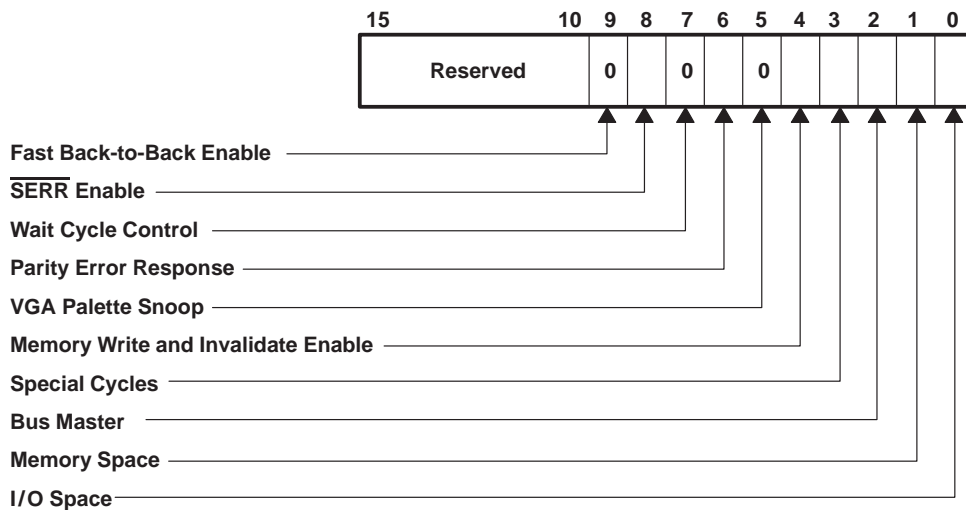 15 10 9 8 7 6 5 4 3 2 1 0
Reserved 0 0 0
Fast Back-to-Back Enable
SERR Enable
Wait Cycle Control
Parity Error Response
VGA Palette Snoop
Memory Write and Invalidate Enable
Special Cycles
Bus Master
Memory Space
I/O Space